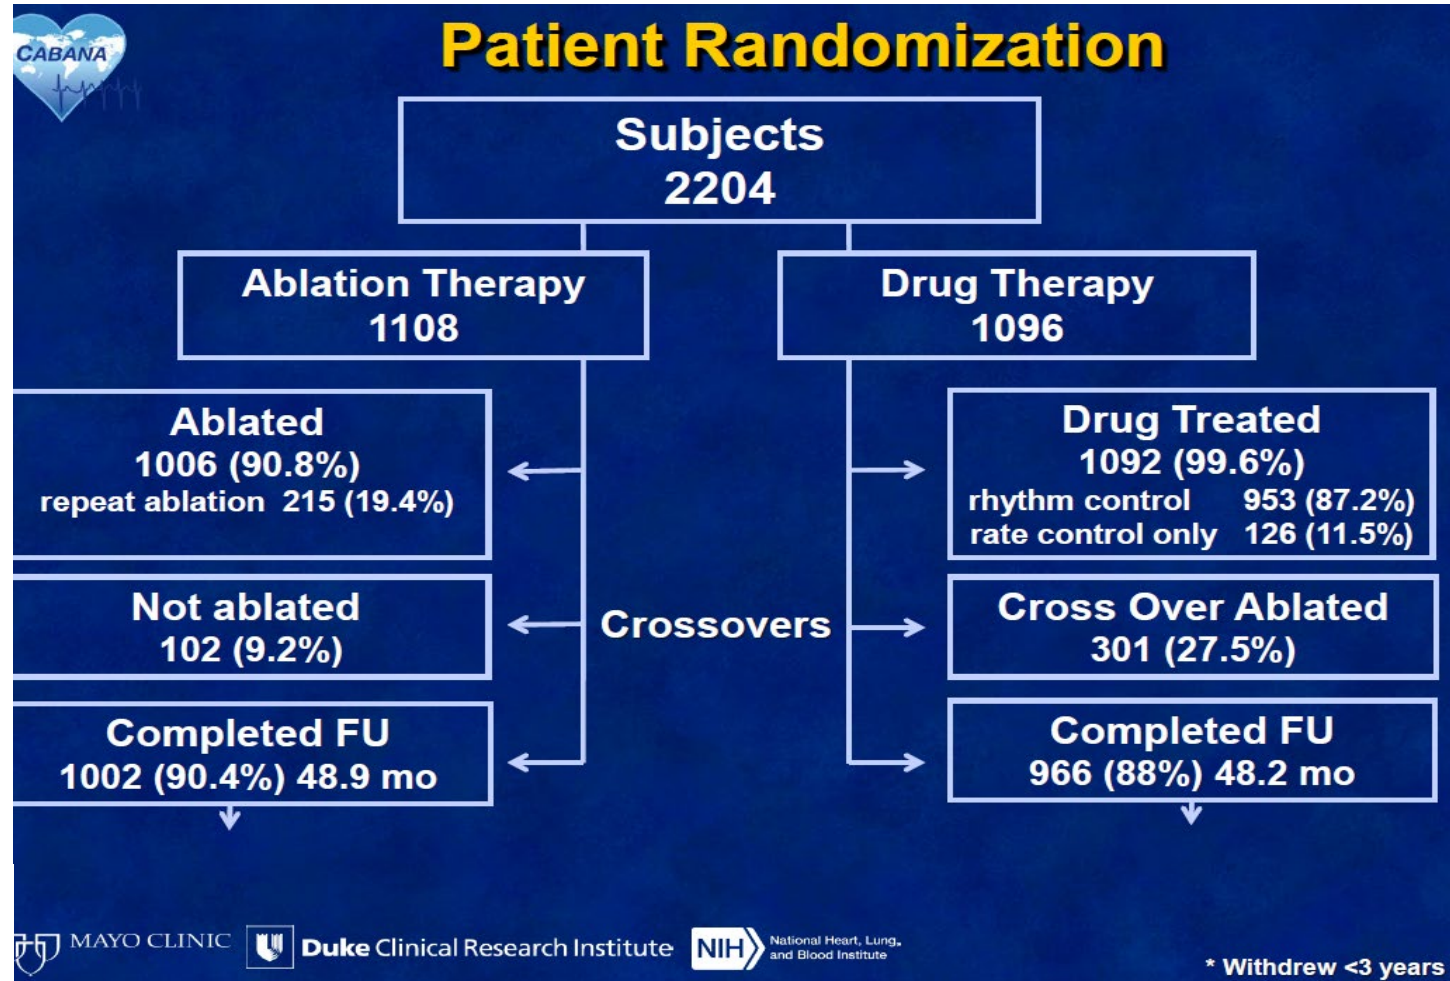 CABANA
Patient Randomization
Subjects
2204
Ablation Therapy
1108
Drug Therapy
1096
Ablated
1006 (90.8%)
repeat ablation 215 (19.4%)
Drug Treated
1092 (99.6%)
rhythm control 953 (87.2%)
rate control only 126 (11.5%)
Not ablated
102 (9.2%)
Crossovers
Cross Over Ablated
301 (27.5%)
Completed FU
1002 (90.4%) 48.9 mo
Completed FU
966 (88%) 48.2 mo
MAYO CLINIC
Duke Clinical Research Institute
NIH
National Heart, Lung,
and Blood Institute
* Withdrew <3 years